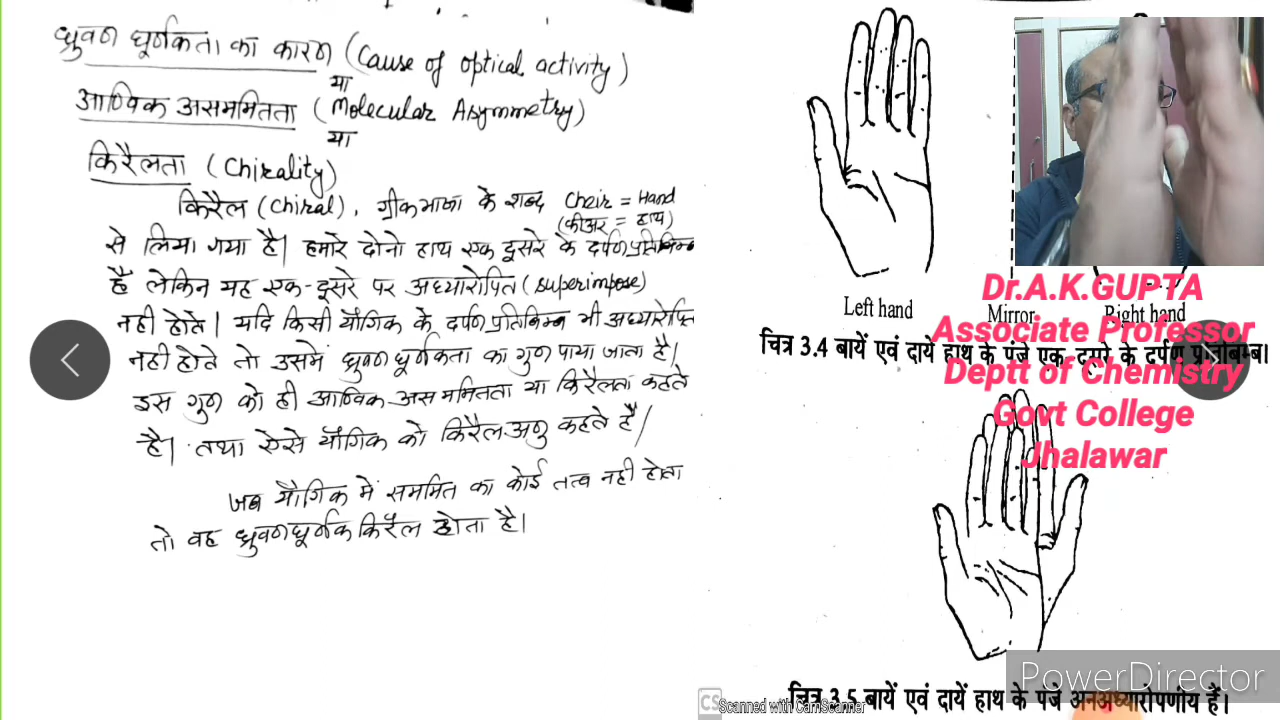 ध्रुवण घूर्णकता का कारण (Cause of optical activity)
या
आण्विक असममितता (Molecular Asymmetry)
या
किरैलता (Chirality)
किरैल (Chiral), ग्रीक भाषा के शब्द Cheir = Hand
(कीअर = हाथ)
से लिया गया है। हमारे दोनो हाथ एक दूसरे के दर्पण प्रतिबिम्ब
है लेकिन यह एक-दूसरे पर अध्यारोपित (superimpose)
नही होते। यदि किसी यौगिक के दर्पण प्रतिबिम्ब भी अध्यारोपित
नही होते तो उसमें ध्रुवण घूर्णकता का गुण पाया जाता है।
इस गुण को ही आण्विक असममितता या किरैलता कहते
है। तथा ऐसे यौगिक को किरैल अणु कहते है।
जब यौगिक में सममित का कोई तत्व नही होता
तो वह ध्रुवण घूर्णक किरैल होता है।
Left hand
Mirror
Right hand
चित्र 3.4 बायें एवं दायें हाथ के पंजे एक दूसरे के दर्पण प्रतिबिम्ब।
Dr.A.K.GUPTA
Associate Professor
Deptt of Chemistry
Govt College
Jhalawar
चित्र 3.5 बायें एवं दायें हाथ के पंजे अनअध्यारोपणीय हैं।
PowerDirector
CS Scanned with CamScanner